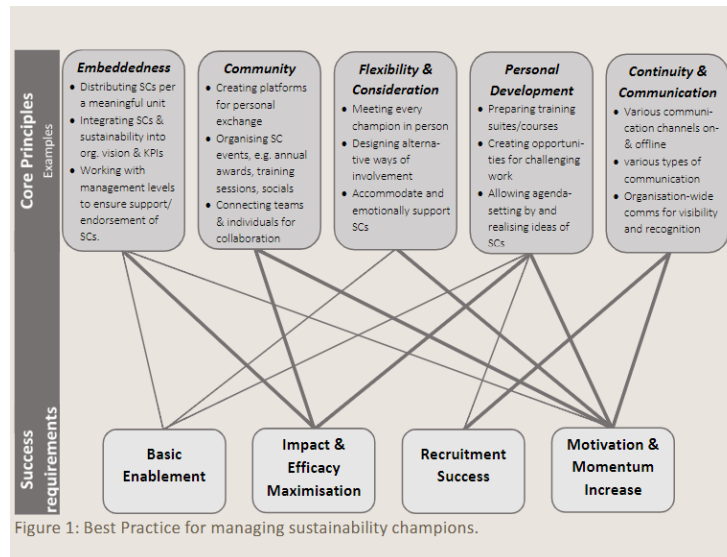 Core Principles
Examples
Embeddedness
• Distributing SCs per
a meaningful unit
• Integrating SCs &
sustainability into
org. vision & KPIs
• Working with
management levels
to ensure support/
endorsement of
SCs.
Community
• Creating platforms
for personal
exchange
• Organising SC
events, e.g. annual
awards, training
sessions, socials
• Connecting teams
& individuals for
collaboration
Flexibility &
Consideration
• Meeting every
champion in person
• Designing alterna-
tive ways of
involvement
• Accommodate and
emotionally support
SCs
Personal
Development
• Preparing training
suites/courses
• Creating opportuni-
ties for challenging
work
• Allowing agenda-
setting by and
realising ideas of
SCs
Continuity &
Communication
• Various communi-
cation channels on-
& offline
• various types of
communication
• Organisation-wide
comms for visibility
and recognition
Success
requirements
Basic
Enablement
Impact &
Efficacy
Maximisation
Recruitment
Success
Motivation &
Momentum
Increase
Figure 1: Best Practice for managing sustainability champions.